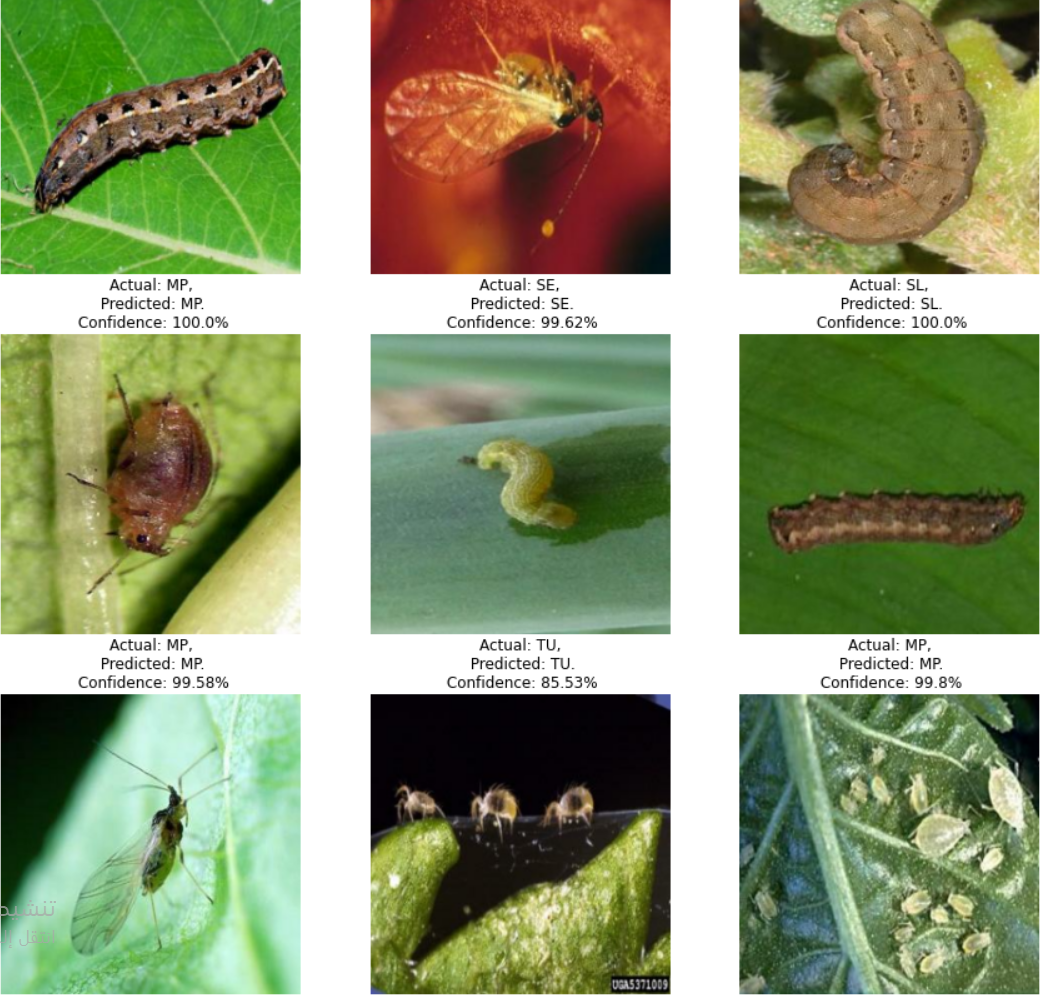 Actual: MP,
Predicted: MP.
Confidence: 100.0%
Actual: SE,
Predicted: SE.
Confidence: 99.62%
Actual: SL,
Predicted: SL.
Confidence: 100.0%
Actual: MP,
Predicted: MP.
Confidence: 99.58%
Actual: TU,
Predicted: TU.
Confidence: 85.53%
Actual: MP,
Predicted: MP.
Confidence: 99.8%
انتقل
UGA5371009